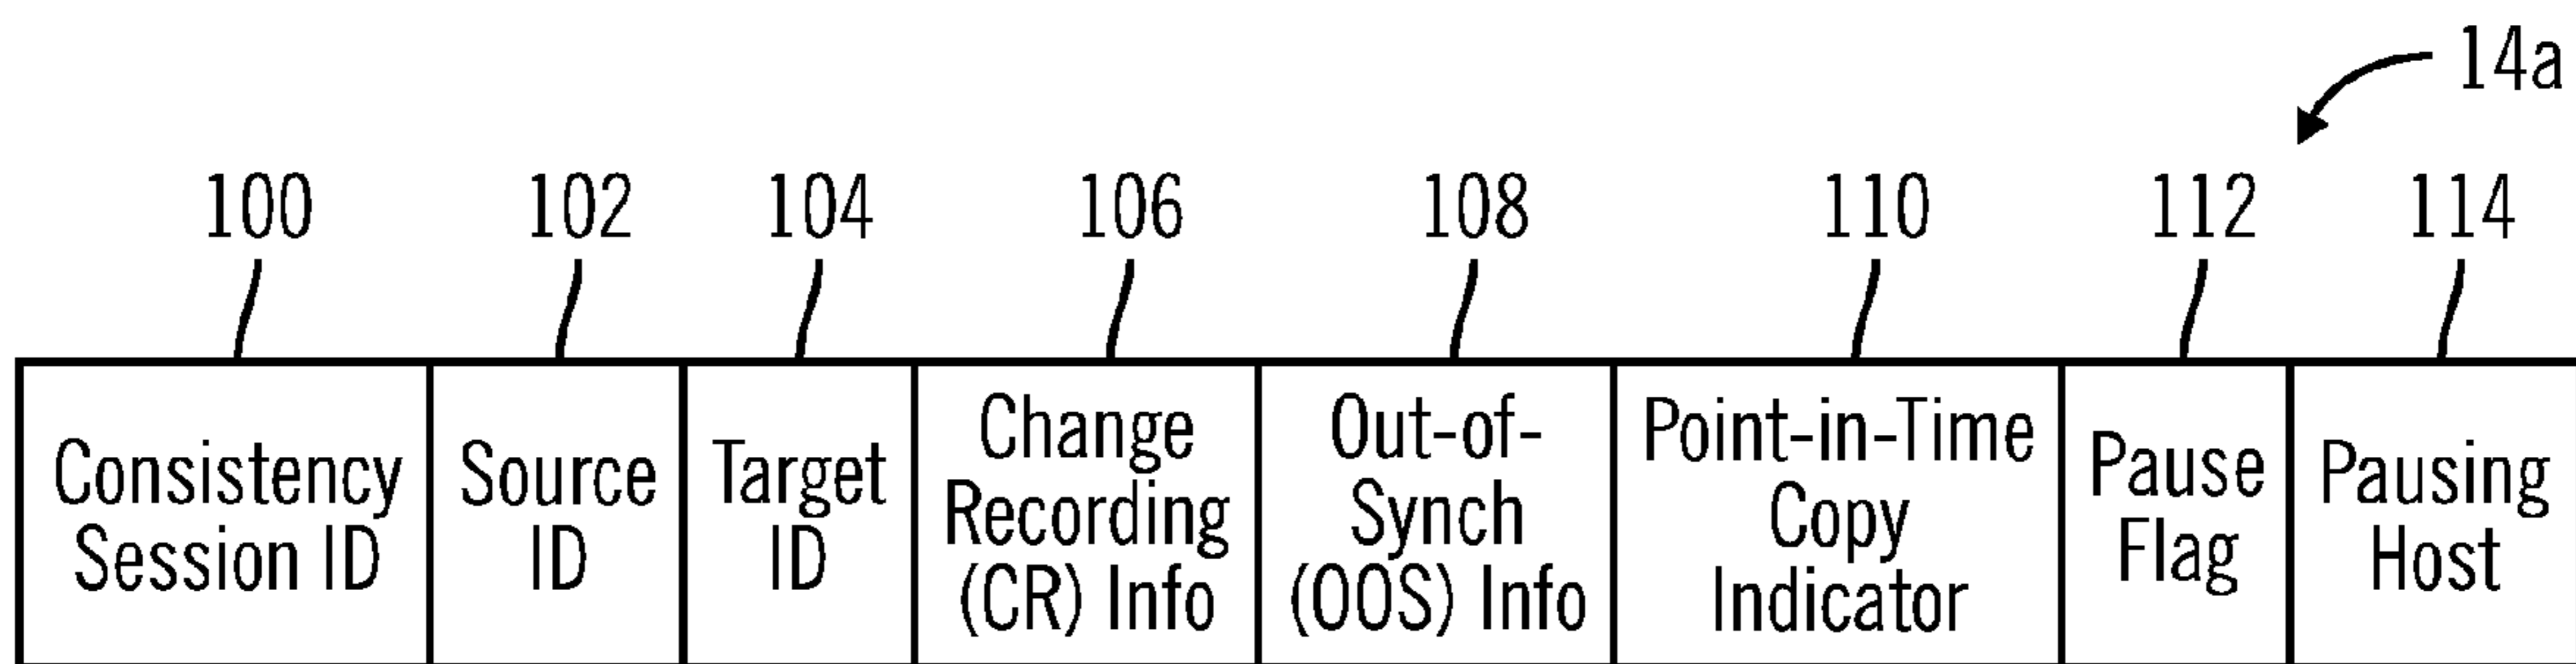 14a
100 102 104 106 108 110 112 114
Consistency
Session ID
Source
ID
Target
ID
Change
Recording
(CR) Info
Out-of-
Synch
(OOS) Info
Point-in-Time
Copy
Indicator
Pause
Flag
Pausing
Host